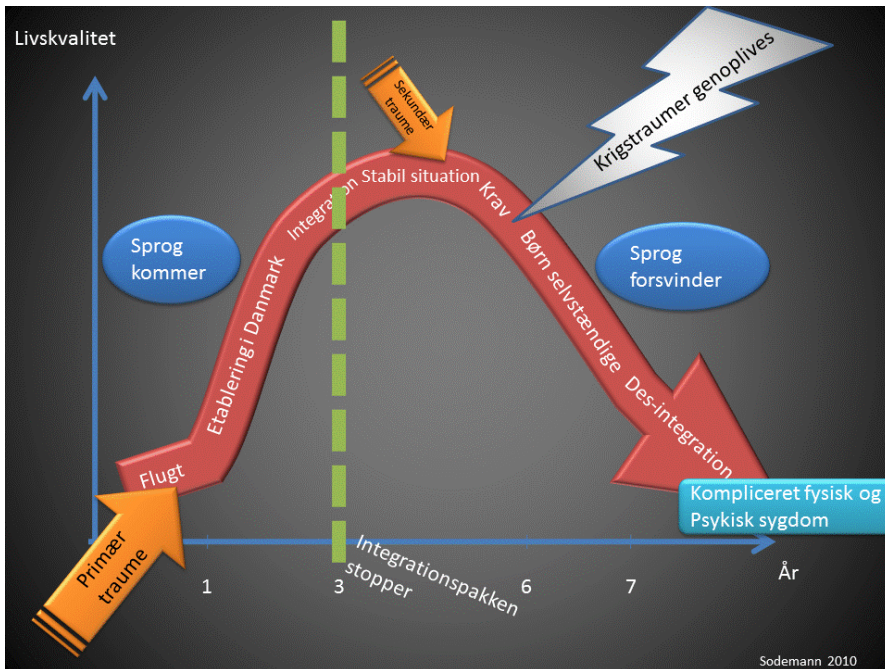 Livskvalitet
Krigstraumer genoplives
Sekundær
traume
Sprog
kommer
Integration
Stabil situation
Krav
Børn selvstændige
Sprog
forsvinder
Etablering i Danmark
Des-integration
Flugt
Kompliceret fysisk og
Psykisk sygdom
Primær
traume
1
3
Integrationspakken
stopper
6
7
År
Sodemann 2010